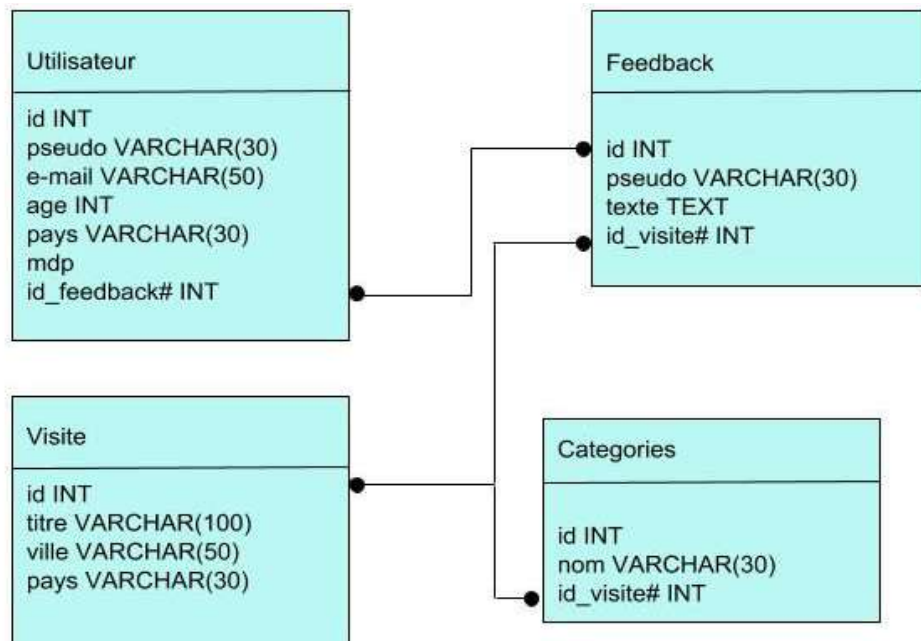 Utilisateur
id INT
pseudo VARCHAR(30)
e-mail VARCHAR(50)
age INT
pays VARCHAR(30)
mdp
id_feedback# INT
Feedback
id INT
pseudo VARCHAR(30)
texte TEXT
id_visite# INT
Visite
id INT
titre VARCHAR(100)
ville VARCHAR(50)
pays VARCHAR(30)
Categories
id INT
nom VARCHAR(30)
id_visite# INT